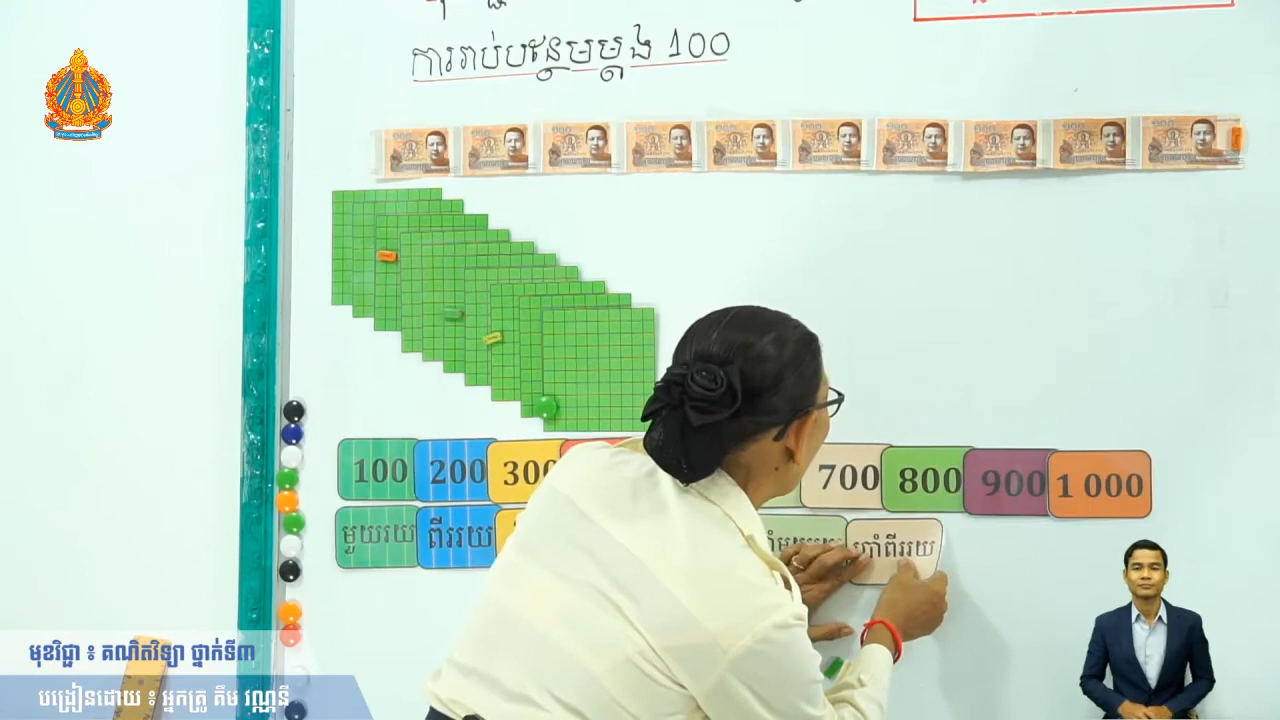 ការរាប់បន្ថែមម្តង 100
100 200 300 700 800 900 1 000
មួយរយ ពីររយ ប្រាំពីររយ
មុខវិជ្ជា ៖ គណិតវិទ្យា ថ្នាក់ទី៣
បង្រៀនដោយ ៖ អ្នកគ្រូ គឹម វណ្ណនី